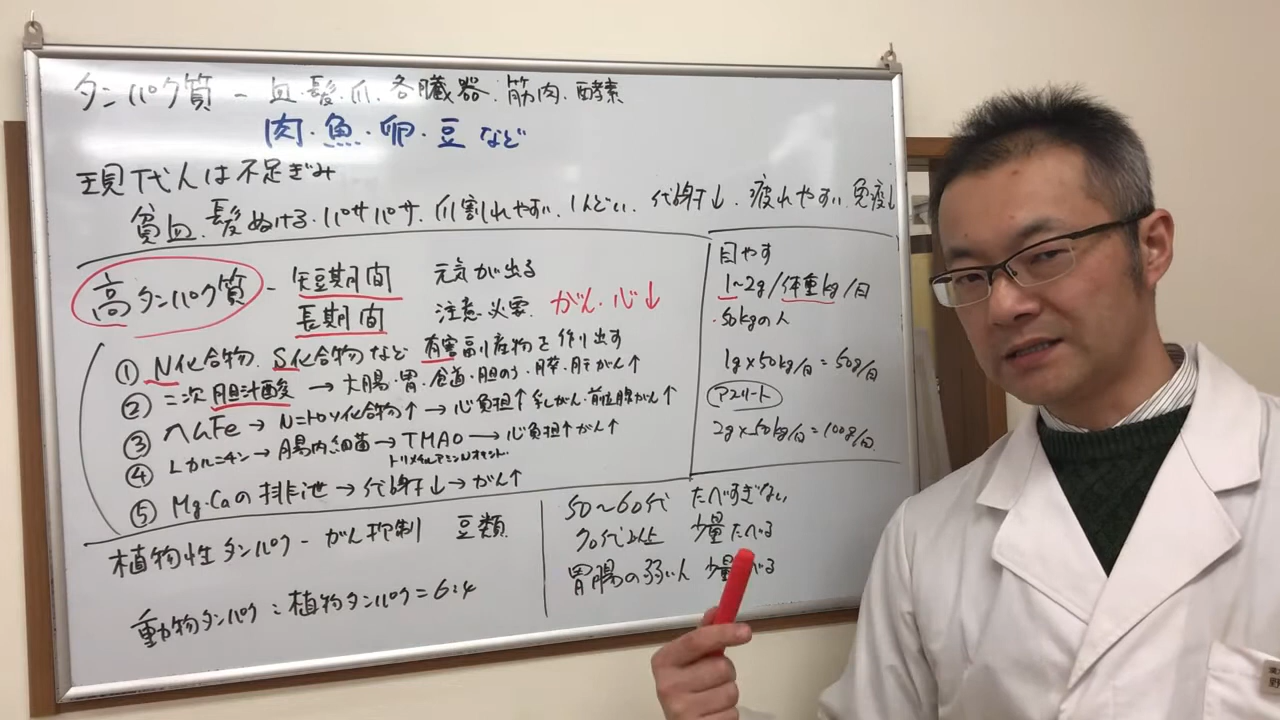 タンパク質 - 血・髪・爪、各臓器、筋肉、酵素
肉・魚・卵・豆など
現代人は不足ぎみ
貧血、髪ぬける・パサパサ、爪割れやすい、しんどい、代謝↓、疲れやすい、免疫↓
高タンパク質 - 短期間 元気が出る
長期間 注意必要 がん・心↓
① N化合物、S化合物など 有害副産物を作り出す
② 二次胆汁酸 → 大腸・胃・食道・胆のう・膵・肝がん↑
③ ヘムFe → N=トロソ化合物↑ → 心負担↑乳がん・前立腺がん↑
④ Lカルニチン → 腸内細菌 → TMAO → 心負担↑がん↑
トリメチルアミンNオキシド
⑤ Mg・Caの排泄 → 代謝↓ → がん↑
目やす
1~2g/体重kg/日
・50kgの人
1g×50kg/日=50g/日
アスリート
2g×50kg/日=100g/日
植物性タンパク - がん抑制 豆類
動物タンパク:植物タンパク=6:4
50~60代 たべすぎない
70代以上 少量たべる
胃腸の弱い人 少量べる